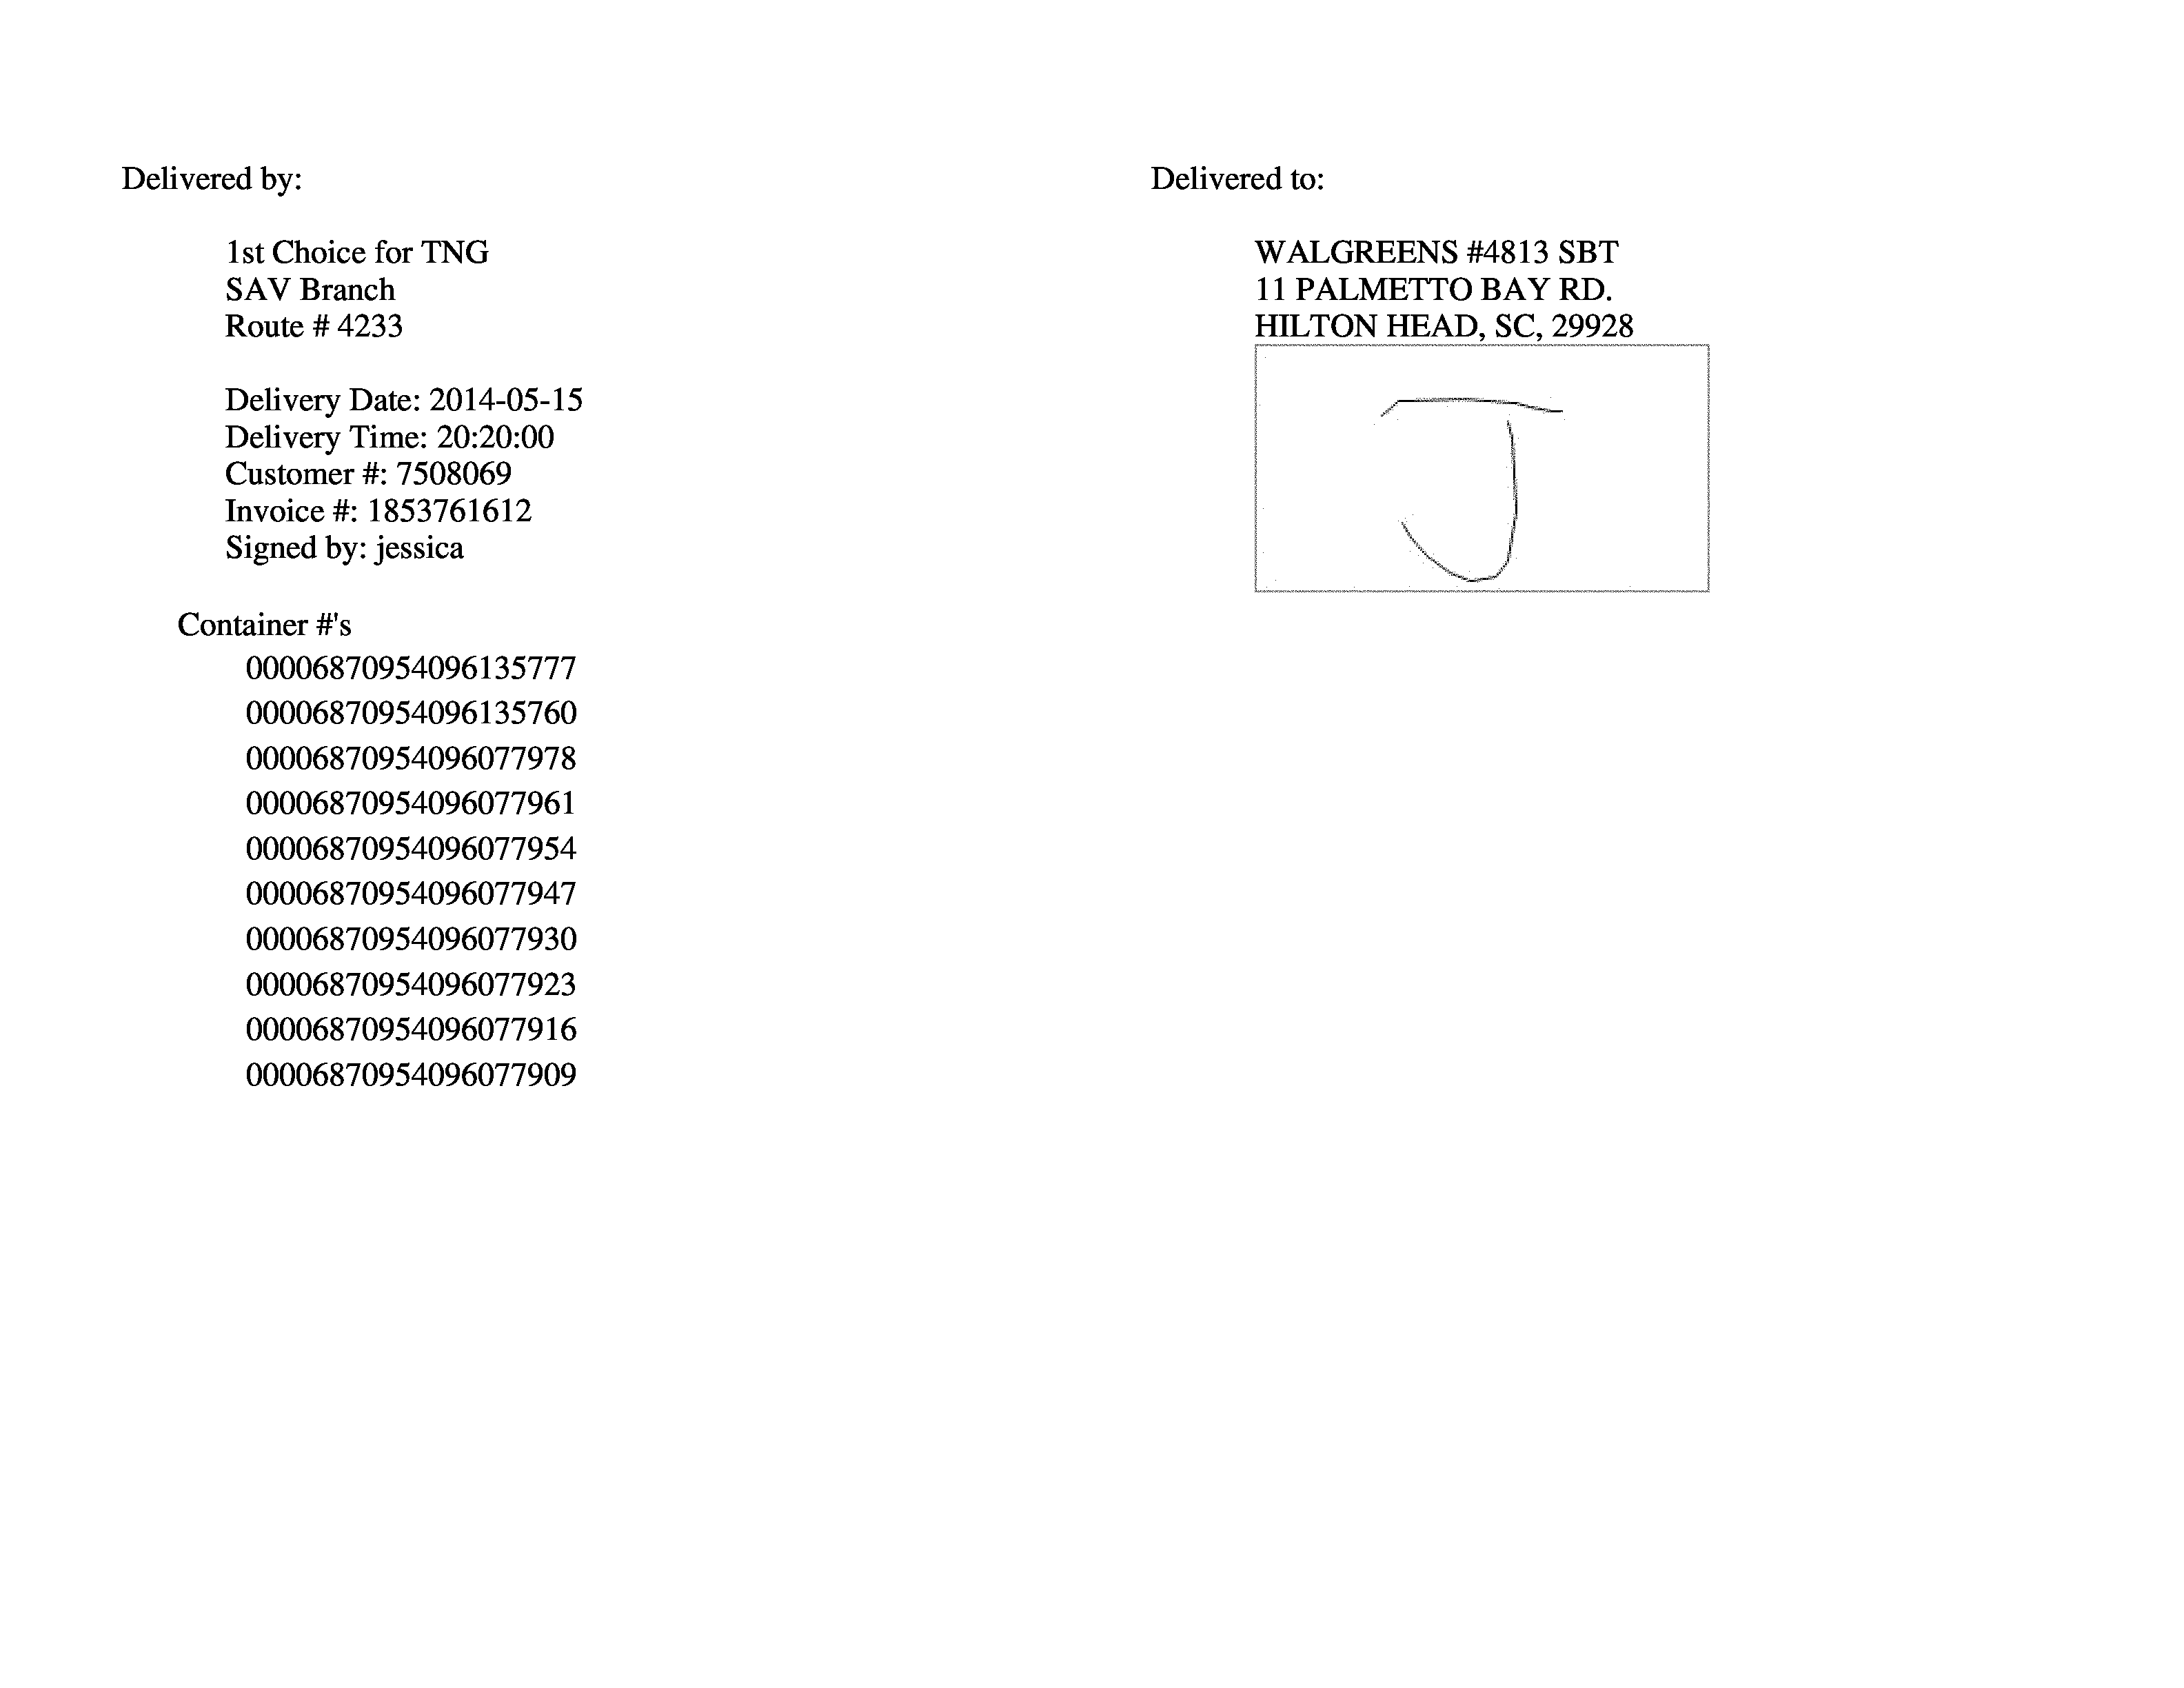 Delivered by:
1st Choice for TNG
SAV Branch
Route # 4233
Delivery Date: 2014-05-15
Delivery Time: 20:20:00
Customer #: 7508069
Invoice #: 1853761612
Signed by: jessica
Container #'s
00006870954096135777
00006870954096135760
00006870954096077978
00006870954096077961
00006870954096077954
00006870954096077947
00006870954096077930
00006870954096077923
00006870954096077916
00006870954096077909
Delivered to:
WALGREENS #4813 SBT
11 PALMETTO BAY RD.
HILTON HEAD, SC, 29928
J